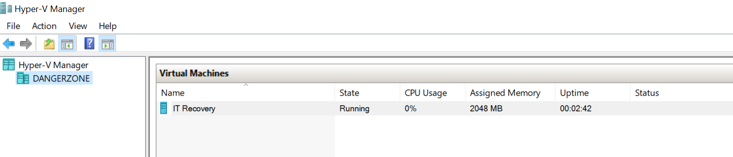 Hyper-V Manager
File Action View Help
Hyper-V Manager
DANGERZONE
Virtual Machines
Name State CPU Usage Assigned Memory Uptime Status
IT Recovery Running 0% 2048 MB 00:02:42